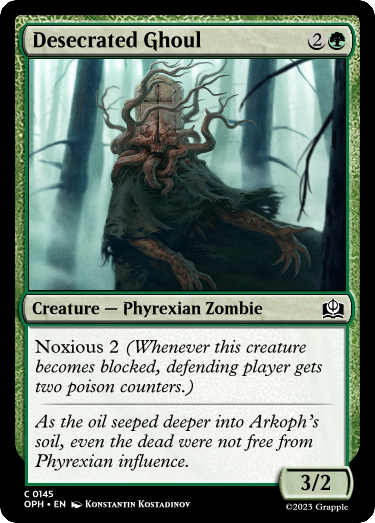 Desecrated Ghoul 2
Creature — Phyrexian Zombie
Noxious 2 (Whenever this creature
becomes blocked, defending player gets
two poison counters.)
As the oil seeped deeper into Arkoph's
soil, even the dead were not free from
Phyrexian influence.
3/2
C 0145
OPH • EN Konstantin Kostadinov
©2023 Grapple